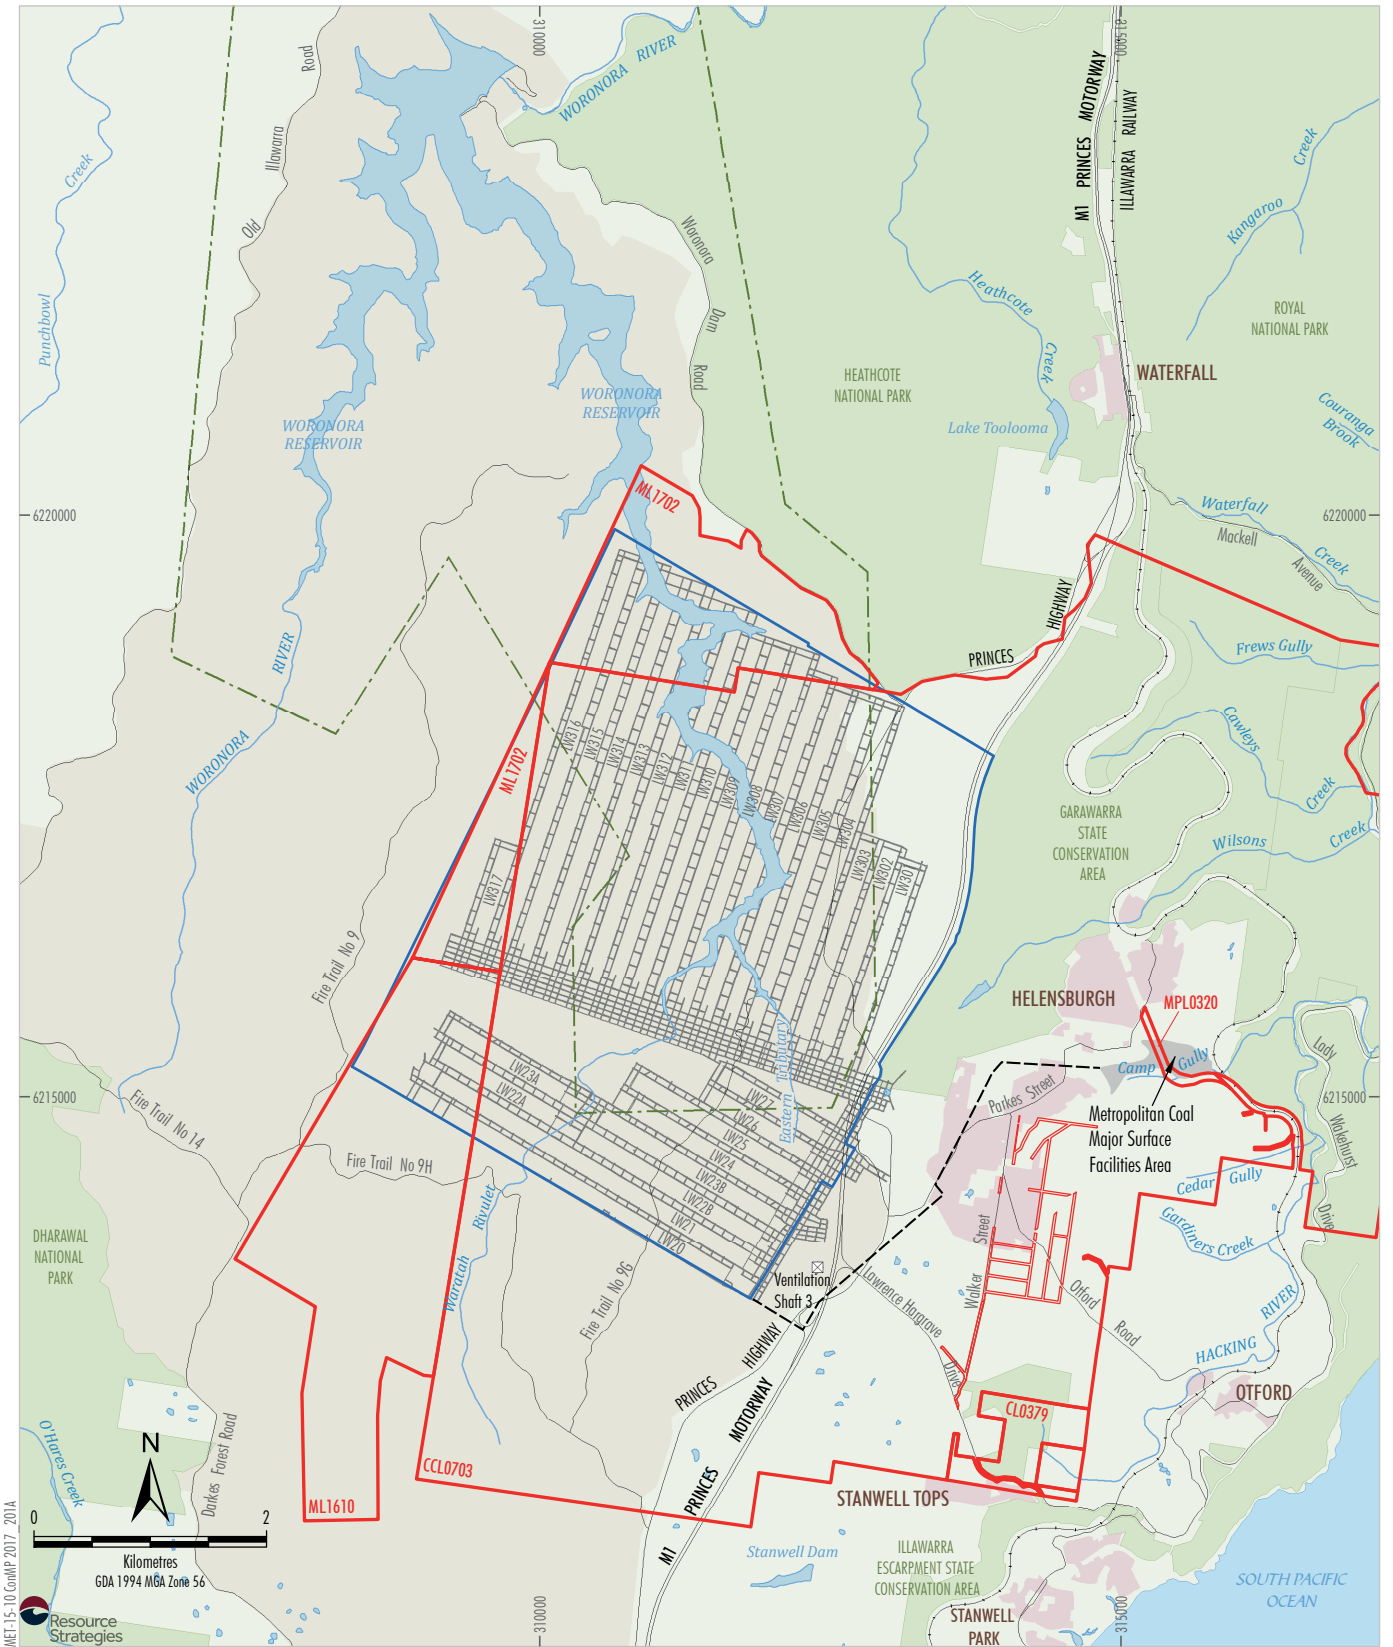 310000
315000
Road
Illawarra
Old
WORONORA RIVER
M1 PRINCES MOTORWAY
ILLAWARRA RAILWAY
Creek
Punchbowl
Creek
Kangaroo
Woronora
Dam
Road
Heathcote
Creek
ROYAL
NATIONAL PARK
HEATHCOTE
NATIONAL PARK
WATERFALL
WORONORA
RESERVOIR
WORONORA
RESERVOIR
Lake Toolooma
Couranga
Brook
ML1702
6220000
6220000
Waterfall
Creek
Mackell
Avenue
HIGHWAY
PRINCES
Frews Gully
RIVER
WORONORA
Cawleys
Creek
ML1702
LW316
LW315
LW314
LW313
LW312
LW311
LW310
LW309
LW308
LW307
LW306
LW305
LW304
LW303
LW302
LW301
LW317
GARAWARRA
STATE
CONSERVATION
AREA
Wilsons
Creek
Fire Trail No 9
HELENSBURGH
MPL0320
Lady
Wakehurst
Drive
Camp Gully
Parkes Street
Metropolitan Coal
Major Surface
Facilities Area
6215000
6215000
Eastern Tributary
LW23A
LW22A
LW27
LW26
LW25
LW24
LW23B
LW22B
LW21
LW20
Fire Trail No 14
Fire Trail No 9H
Cedar Gully
Gardiners Creek
DHARAWAL
NATIONAL
PARK
Waratah Rivulet
Fire Trail No 9G
Ventilation
Shaft 3
Lawrence Hargrave
Drive
Walker Street
Otford
Road
HACKING RIVER
PRINCES HIGHWAY
M1 PRINCES MOTORWAY
OTFORD
CL0379
O'Hares Creek
Darkes Forest Road
CCL0703
ML1610
STANWELL TOPS
Stanwell Dam
ILLAWARRA
ESCARPMENT STATE
CONSERVATION AREA
STANWELL
PARK
SOUTH PACIFIC
OCEAN
N
0 2
Kilometres
GDA 1994 MGA Zone 56
Resource
Strategies
MET-15-10 ConMP 2017_201A
310000
315000